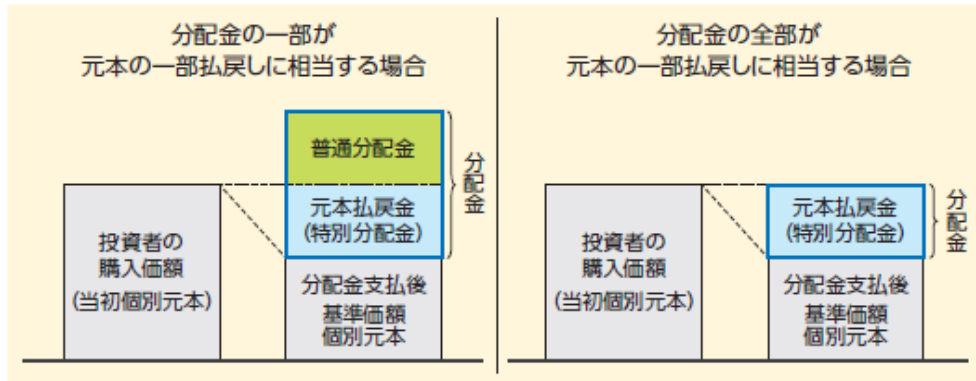 分配金の一部が
元本の一部払戻しに相当する場合
普通分配金
元本払戻金
(特別分配金)
分配金
投資者の
購入価額
(当初個別元本)
分配金支払後
基準価額
個別元本
分配金の全部が
元本の一部払戻しに相当する場合
元本払戻金
(特別分配金)
分配金
投資者の
購入価額
(当初個別元本)
分配金支払後
基準価額
個別元本